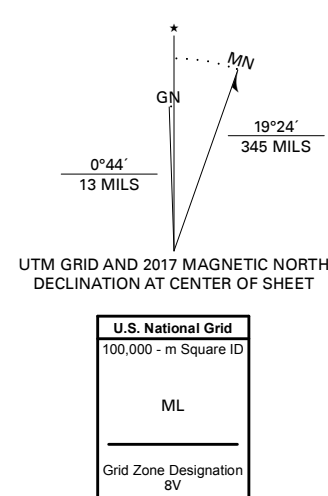 ★
MN
GN
19°24´
345 MILS
0°44´
13 MILS
UTM GRID AND 2017 MAGNETIC NORTH
DECLINATION AT CENTER OF SHEET
U.S. National Grid
100,000 - m Square ID
ML
Grid Zone Designation
8V